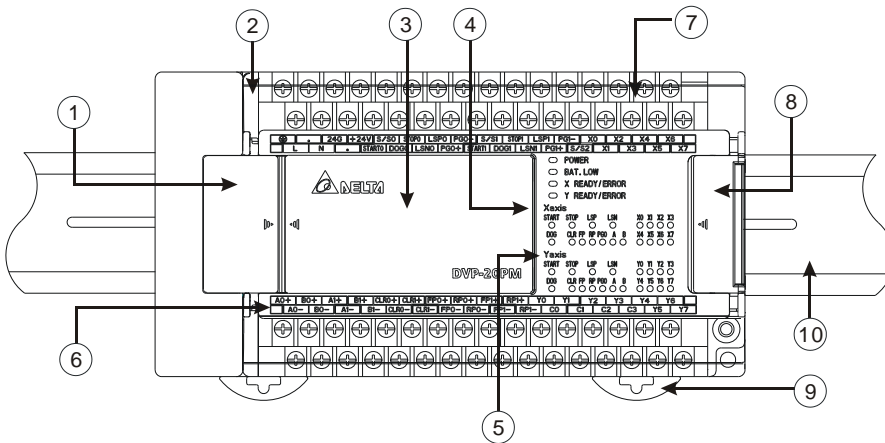 2
3
4
7
1
8
. 24G +24V S/S0 STOP0 LSP0 PG0+ S/S1 STOP1 LSP1 PG1- X0 X2 X4 X6
L N . START0 DOG0 LSN0 PG0+ START1 DOG1 LSN1 PG1+ S/S2 X1 X3 X5 X7
DELTA
POWER
BAT.LOW
X READY/ERROR
Y READY/ERROR
Xaxis
START STOP LSP LSN X0 X1 X2 X3
DOG CLR FP RP PG0 A B X4 X5 X6 X7
Yaxis
START STOP LSP LSN Y0 Y1 Y2 Y3
DOG CLR FP RP PG0 A B Y4 Y5 Y6 Y7
DVP-20PM
A0+ B0+ A1+ B1+ CLR0+ CLR1+ FP0+ RP0+ FP1+ RP1+ Y0 Y1 Y2 Y3 Y4 Y6
A0- B0- A1- B1- CLR0- CLR1- FP0- RP0- FP1- RP1- C0 C1 C2 C3 Y5 Y7
6
5
9
10